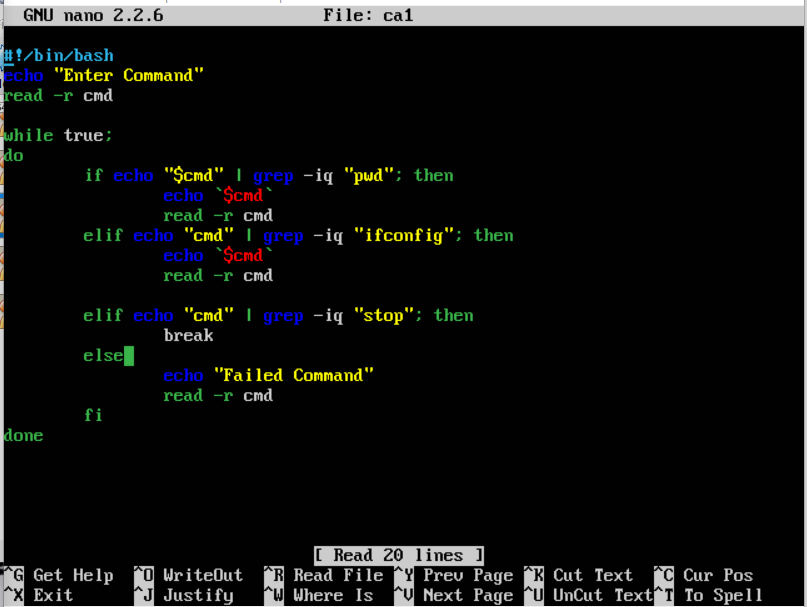 GNU nano 2.2.6 File: ca1
#!/bin/bash
echo "Enter Command"
read -r cmd
while true;
do
if echo "$cmd" | grep -iq "pwd"; then
echo `$cmd`
read -r cmd
elif echo "cmd" | grep -iq "ifconfig"; then
echo `$cmd`
read -r cmd
elif echo "cmd" | grep -iq "stop"; then
break
else
echo "Failed Command"
read -r cmd
fi
done
[ Read 20 lines ]
^G Get Help ^O WriteOut ^R Read File ^Y Prev Page ^K Cut Text ^C Cur Pos
^X Exit ^J Justify ^W Where Is ^V Next Page ^U UnCut Text ^T To Spell